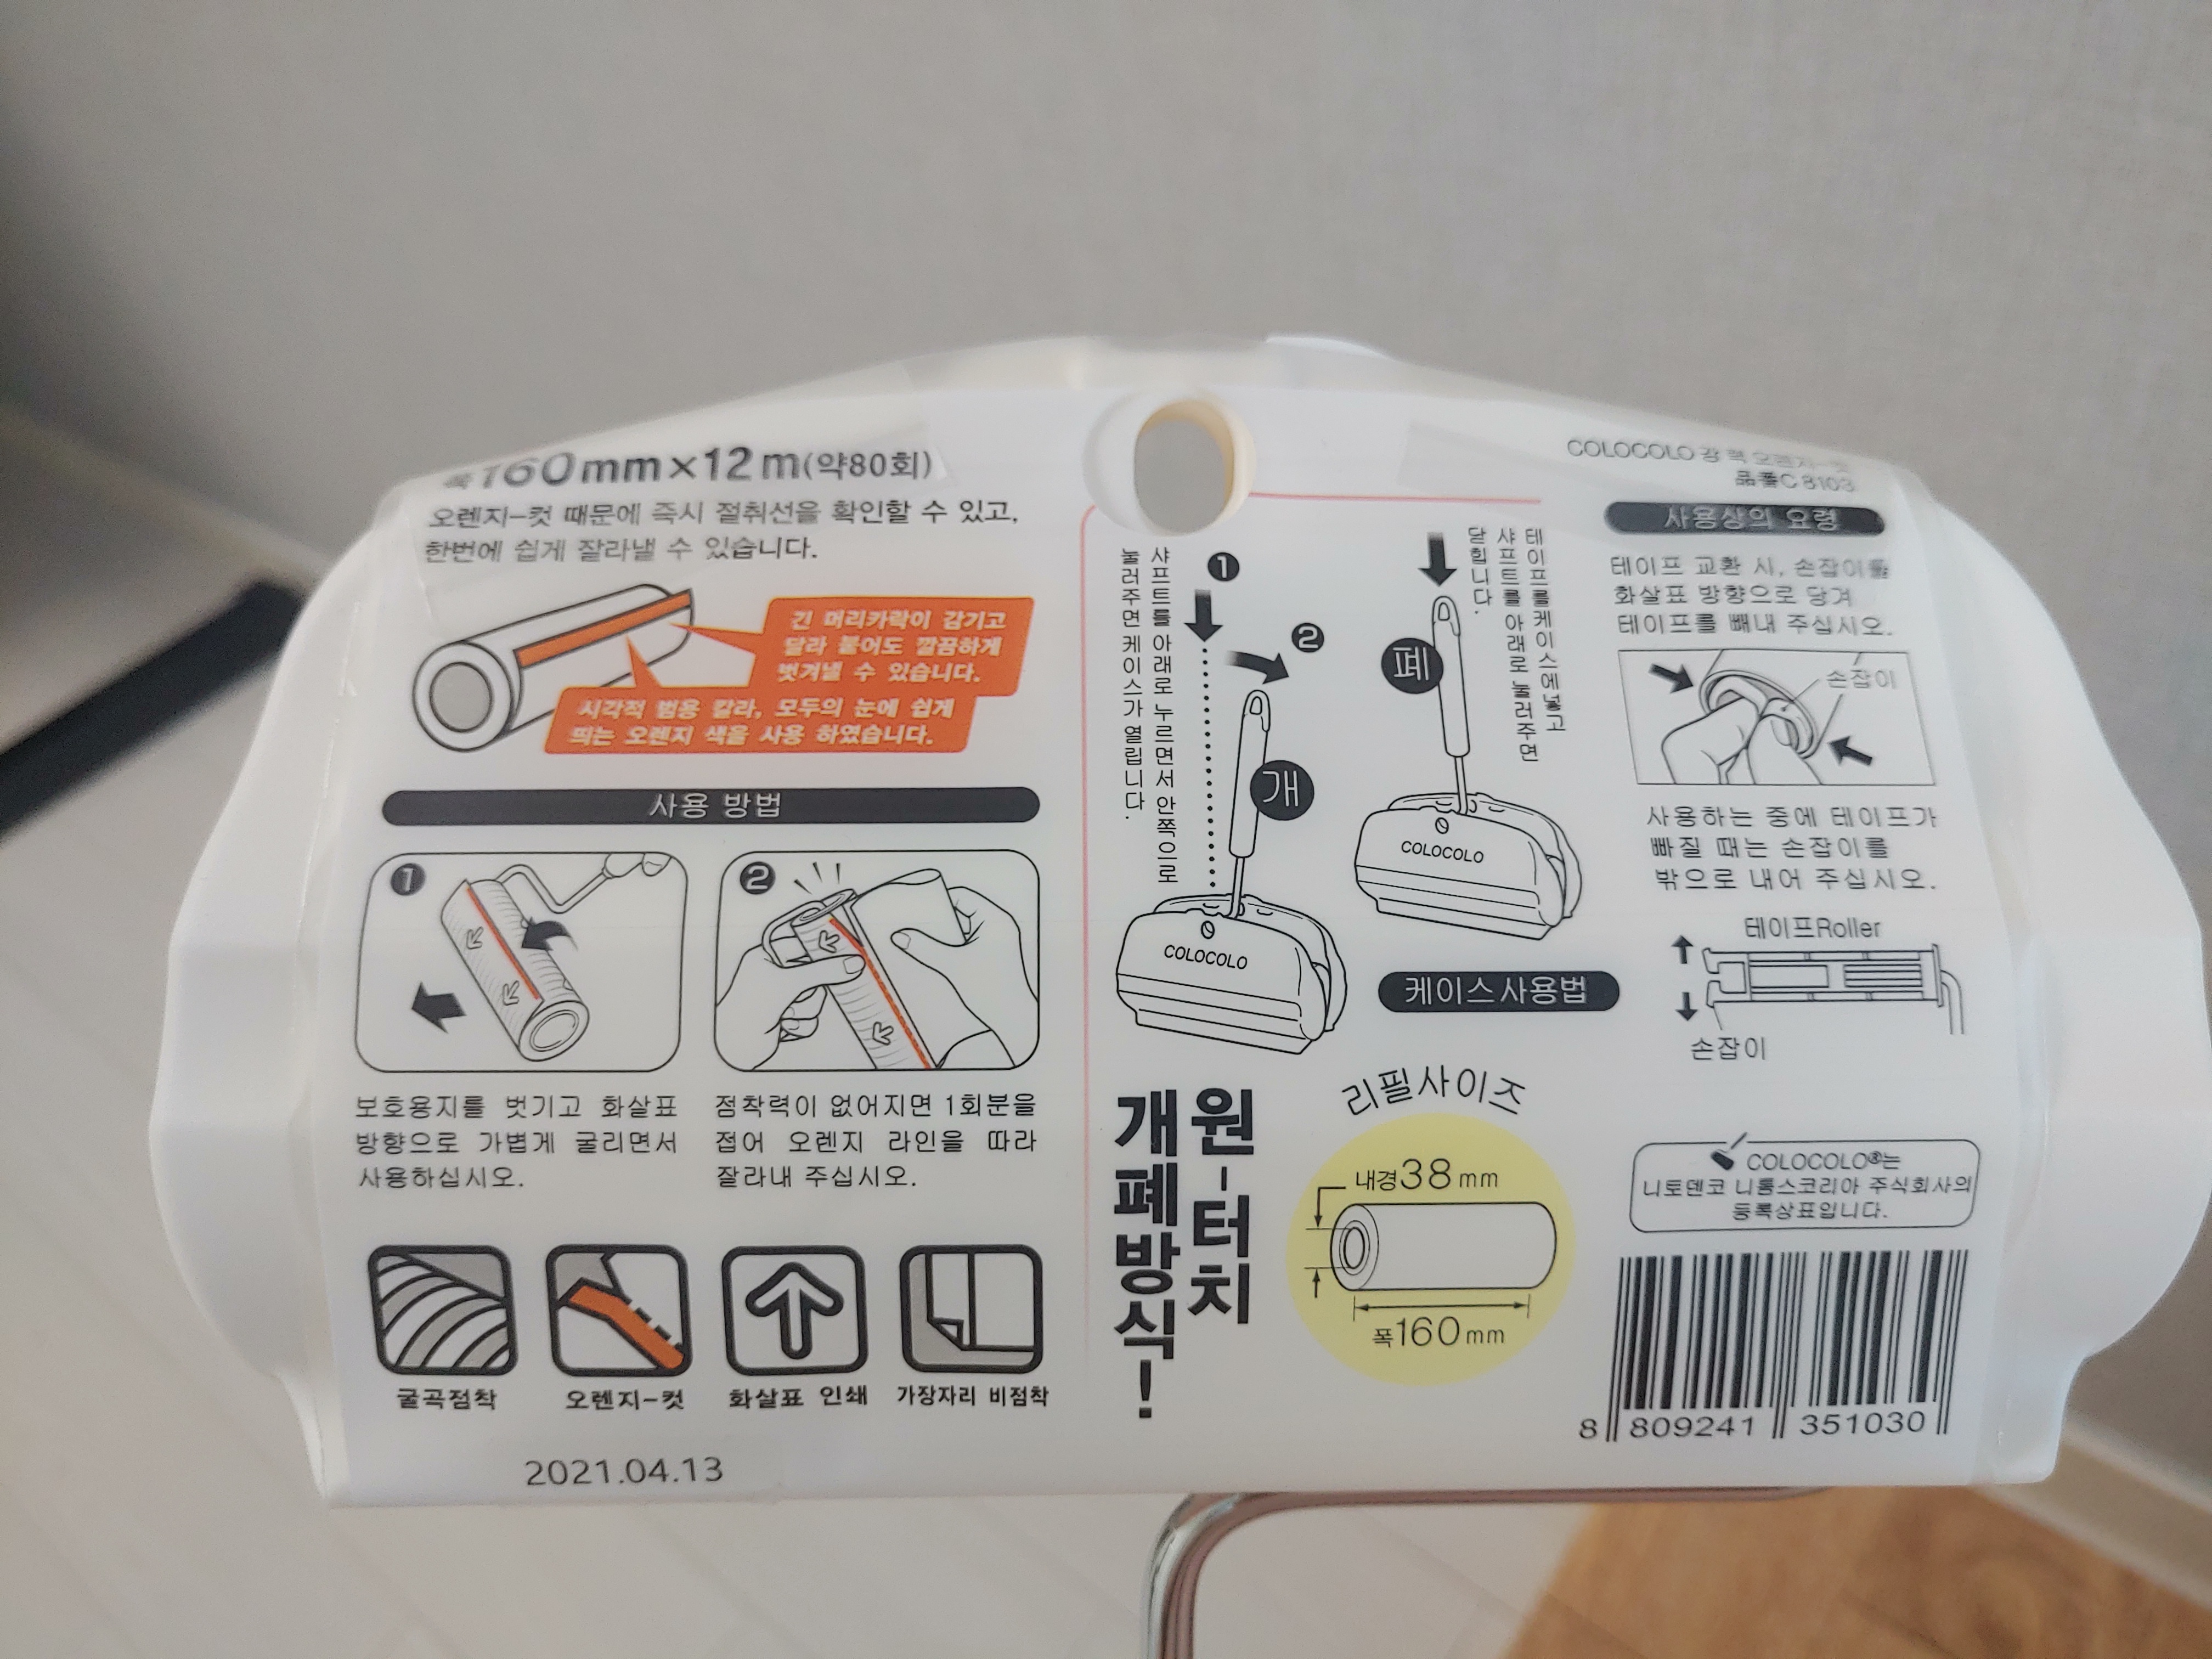 폭160mm×12m(약80회)
오렌지-컷 때문에 즉시 절취선을 확인할 수 있고,
한번에 쉽게 잘라낼 수 있습니다.
긴 머리카락이 감기고
달라 붙어도 깔끔하게
벗겨낼 수 있습니다.
시각적 범용 칼라, 모두의 눈에 쉽게
띄는 오렌지 색을 사용 하였습니다.
사용 방법
1
2
보호용지를 벗기고 화살표
방향으로 가볍게 굴리면서
사용하십시오.
점착력이 없어지면 1회분을
접어 오렌지 라인을 따라
잘라내 주십시오.
굴곡점착
오렌지-컷
화살표 인쇄
가장자리 비점착
2021.04.13
샤프트를 아래로 누르면서 안쪽으로
눌러주면 케이스가 열립니다.
1
2
개
COLOCOLO
테이프를케이스에넣고
샤프트를 아래로 눌러주면
닫힙니다.
폐
COLOCOLO
케이스사용법
원-터치
개폐방식!
리필사이즈
내경38mm
폭160mm
COLOCOLO 강력 오렌지-컷
品番C 8103
사용상의 요령
테이프 교환 시, 손잡이를
화살표 방향으로 당겨
테이프를 빼내 주십시오.
손잡이
사용하는 중에 테이프가
빠질 때는 손잡이를
밖으로 내어 주십시오.
테이프Roller
손잡이
COLOCOLO®는
니토덴코 니톰스코리아 주식회사의
등록상표입니다.
8 809241 351030